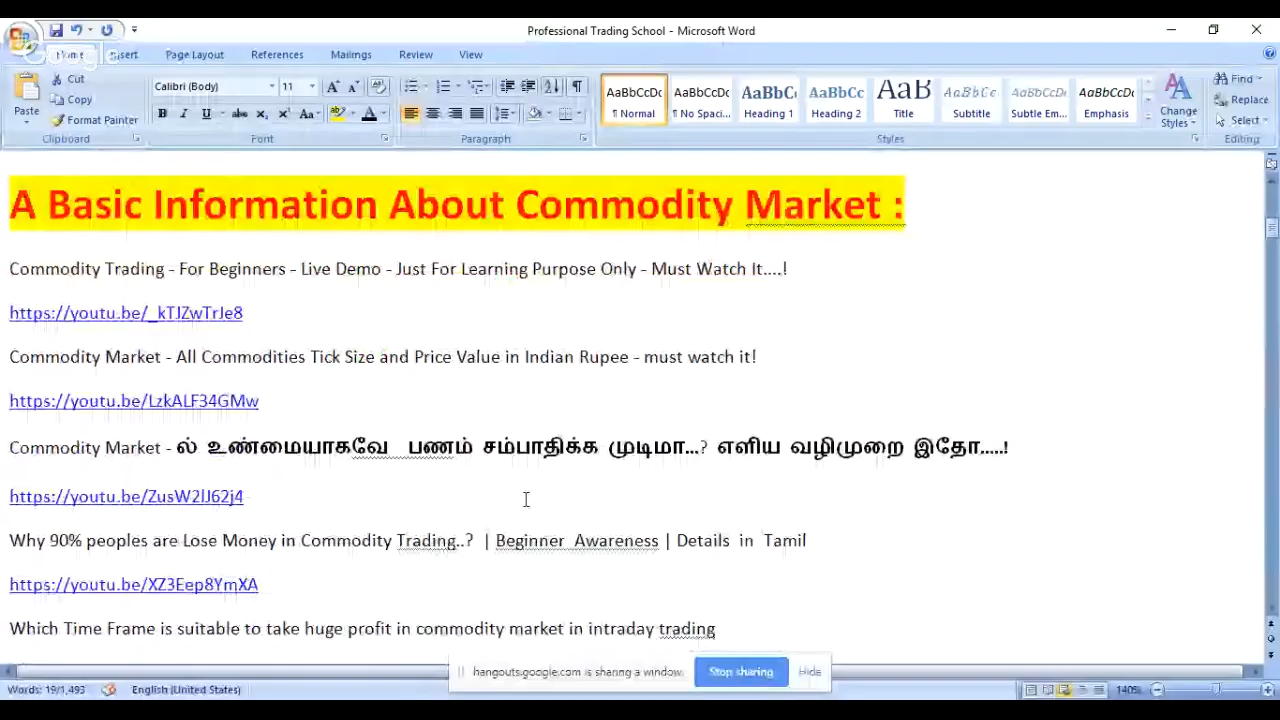 Professional Trading School - Microsoft Word
Google
Home Insert Page Layout References Mailings Review View
Paste
Cut
Copy
Format Painter
Clipboard
Calibri (Body) 11
Font
Paragraph
AaBbCcDc AaBbCcDc AaBbC AaBbCc AaB AaBbCc AaBbCcDc AaBbCcDc
¶ Normal ¶ No Spaci... Heading 1 Heading 2 Title Subtitle Subtle Em... Emphasis
Change Styles
Styles
Find
Replace
Select
Editing
A Basic Information About Commodity Market :
Commodity Trading - For Beginners - Live Demo - Just For Learning Purpose Only - Must Watch It....!
https://youtu.be/_kTJZwTrJe8
Commodity Market - All Commodities Tick Size and Price Value in Indian Rupee - must watch it!
https://youtu.be/LzkALF34GMw
Commodity Market - ல் உண்மையாகவே பணம் சம்பாதிக்க முடிமா...? எளிய வழிமுறை இதோ.....!
https://youtu.be/ZusW2lJ62j4
Why 90% peoples are Lose Money in Commodity Trading..? | Beginner Awareness | Details in Tamil
https://youtu.be/XZ3Eep8YmXA
Which Time Frame is suitable to take huge profit in commodity market in intraday trading
hangouts.google.com is sharing a window. Stop sharing Hide
Words: 19/1,493 English (United States) 140%